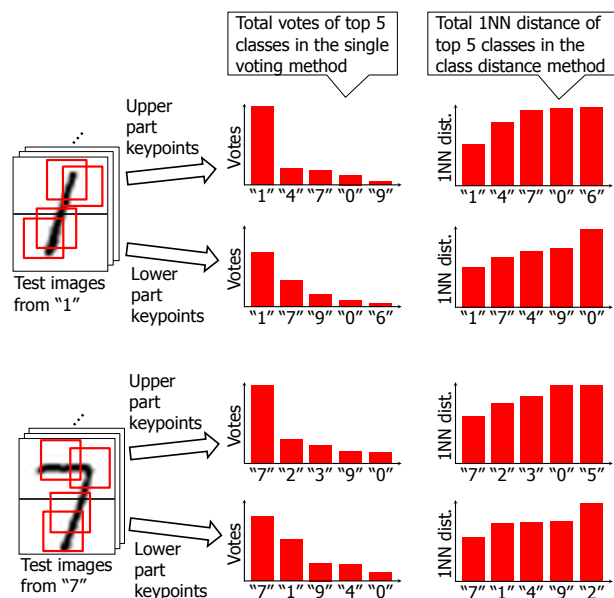 Total votes of top 5
classes in the single
voting method
Total 1NN distance of
top 5 classes in the
class distance method
Upper
part
keypoints
Votes
"1" "4" "7" "0" "9"
1NN dist.
"1" "4" "7" "0" "6"
Lower
part
keypoints
Test images
from "1"
Votes
"1" "7" "9" "0" "6"
1NN dist.
"1" "7" "4" "9" "0"
Upper
part
keypoints
Votes
"7" "2" "3" "9" "0"
1NN dist.
"7" "2" "3" "0" "5"
Lower
part
keypoints
Test images
from "7"
Votes
"7" "1" "9" "4" "0"
1NN dist.
"7" "1" "4" "9" "2"